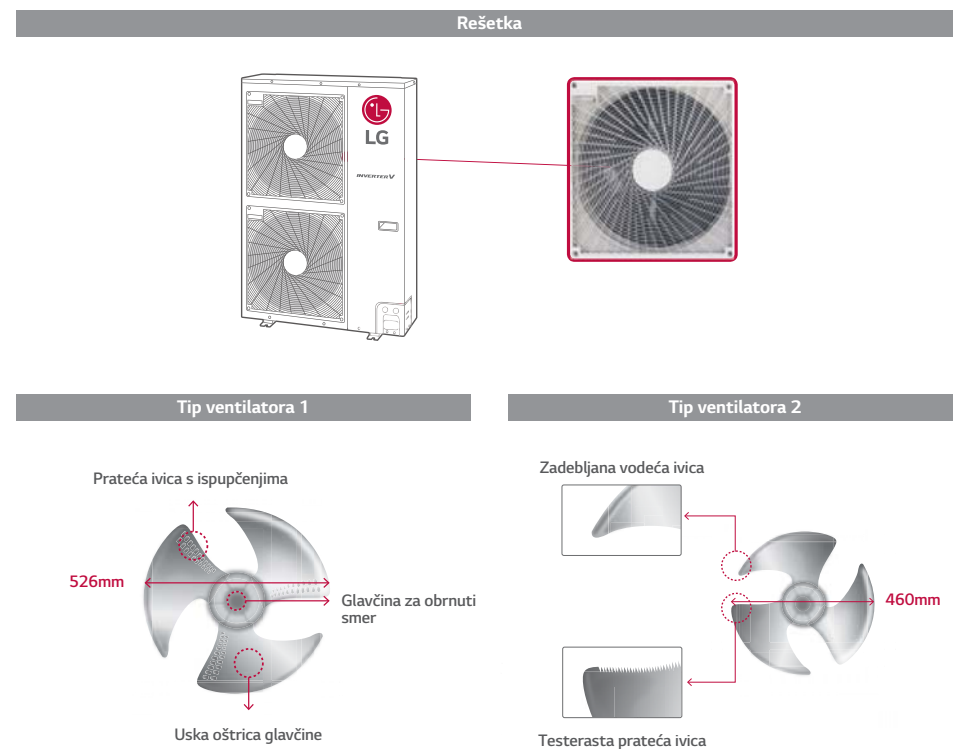 Rešetka
LG
INVERTER V
Tip ventilatora 1
Tip ventilatora 2
Prateća ivica s ispupčenjima
526mm
Glavčina za obrnuti
smer
Uska oštrica glavčine
Zadebljana vodeća ivica
460mm
Testerasta prateća ivica